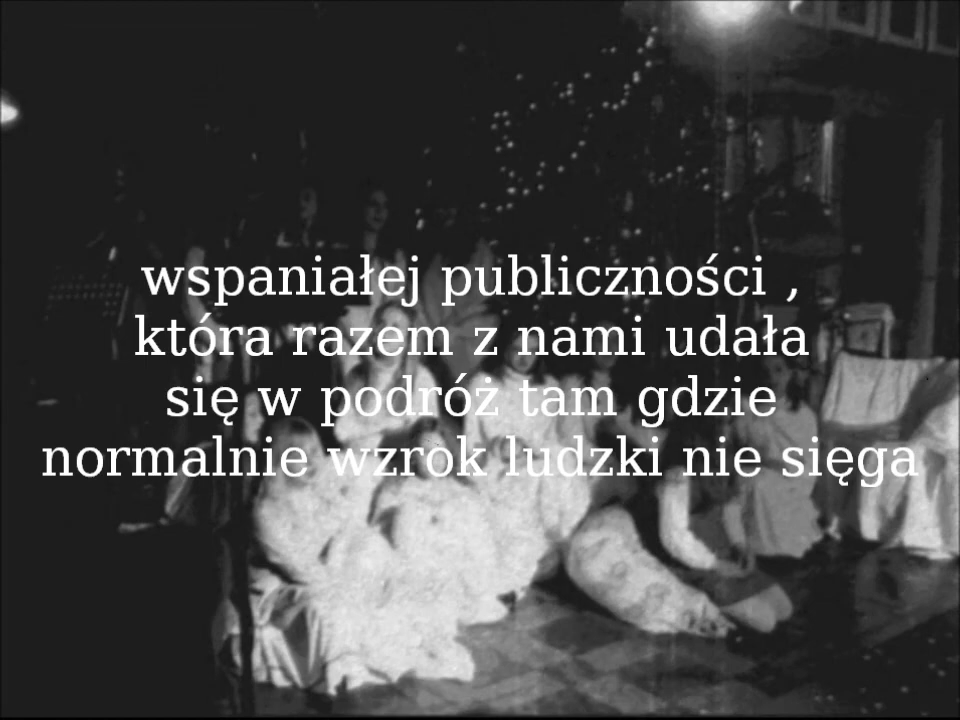 wspaniałej publiczności ,
która razem z nami udała
się w podróż tam gdzie
normalnie wzrok ludzki nie sięga